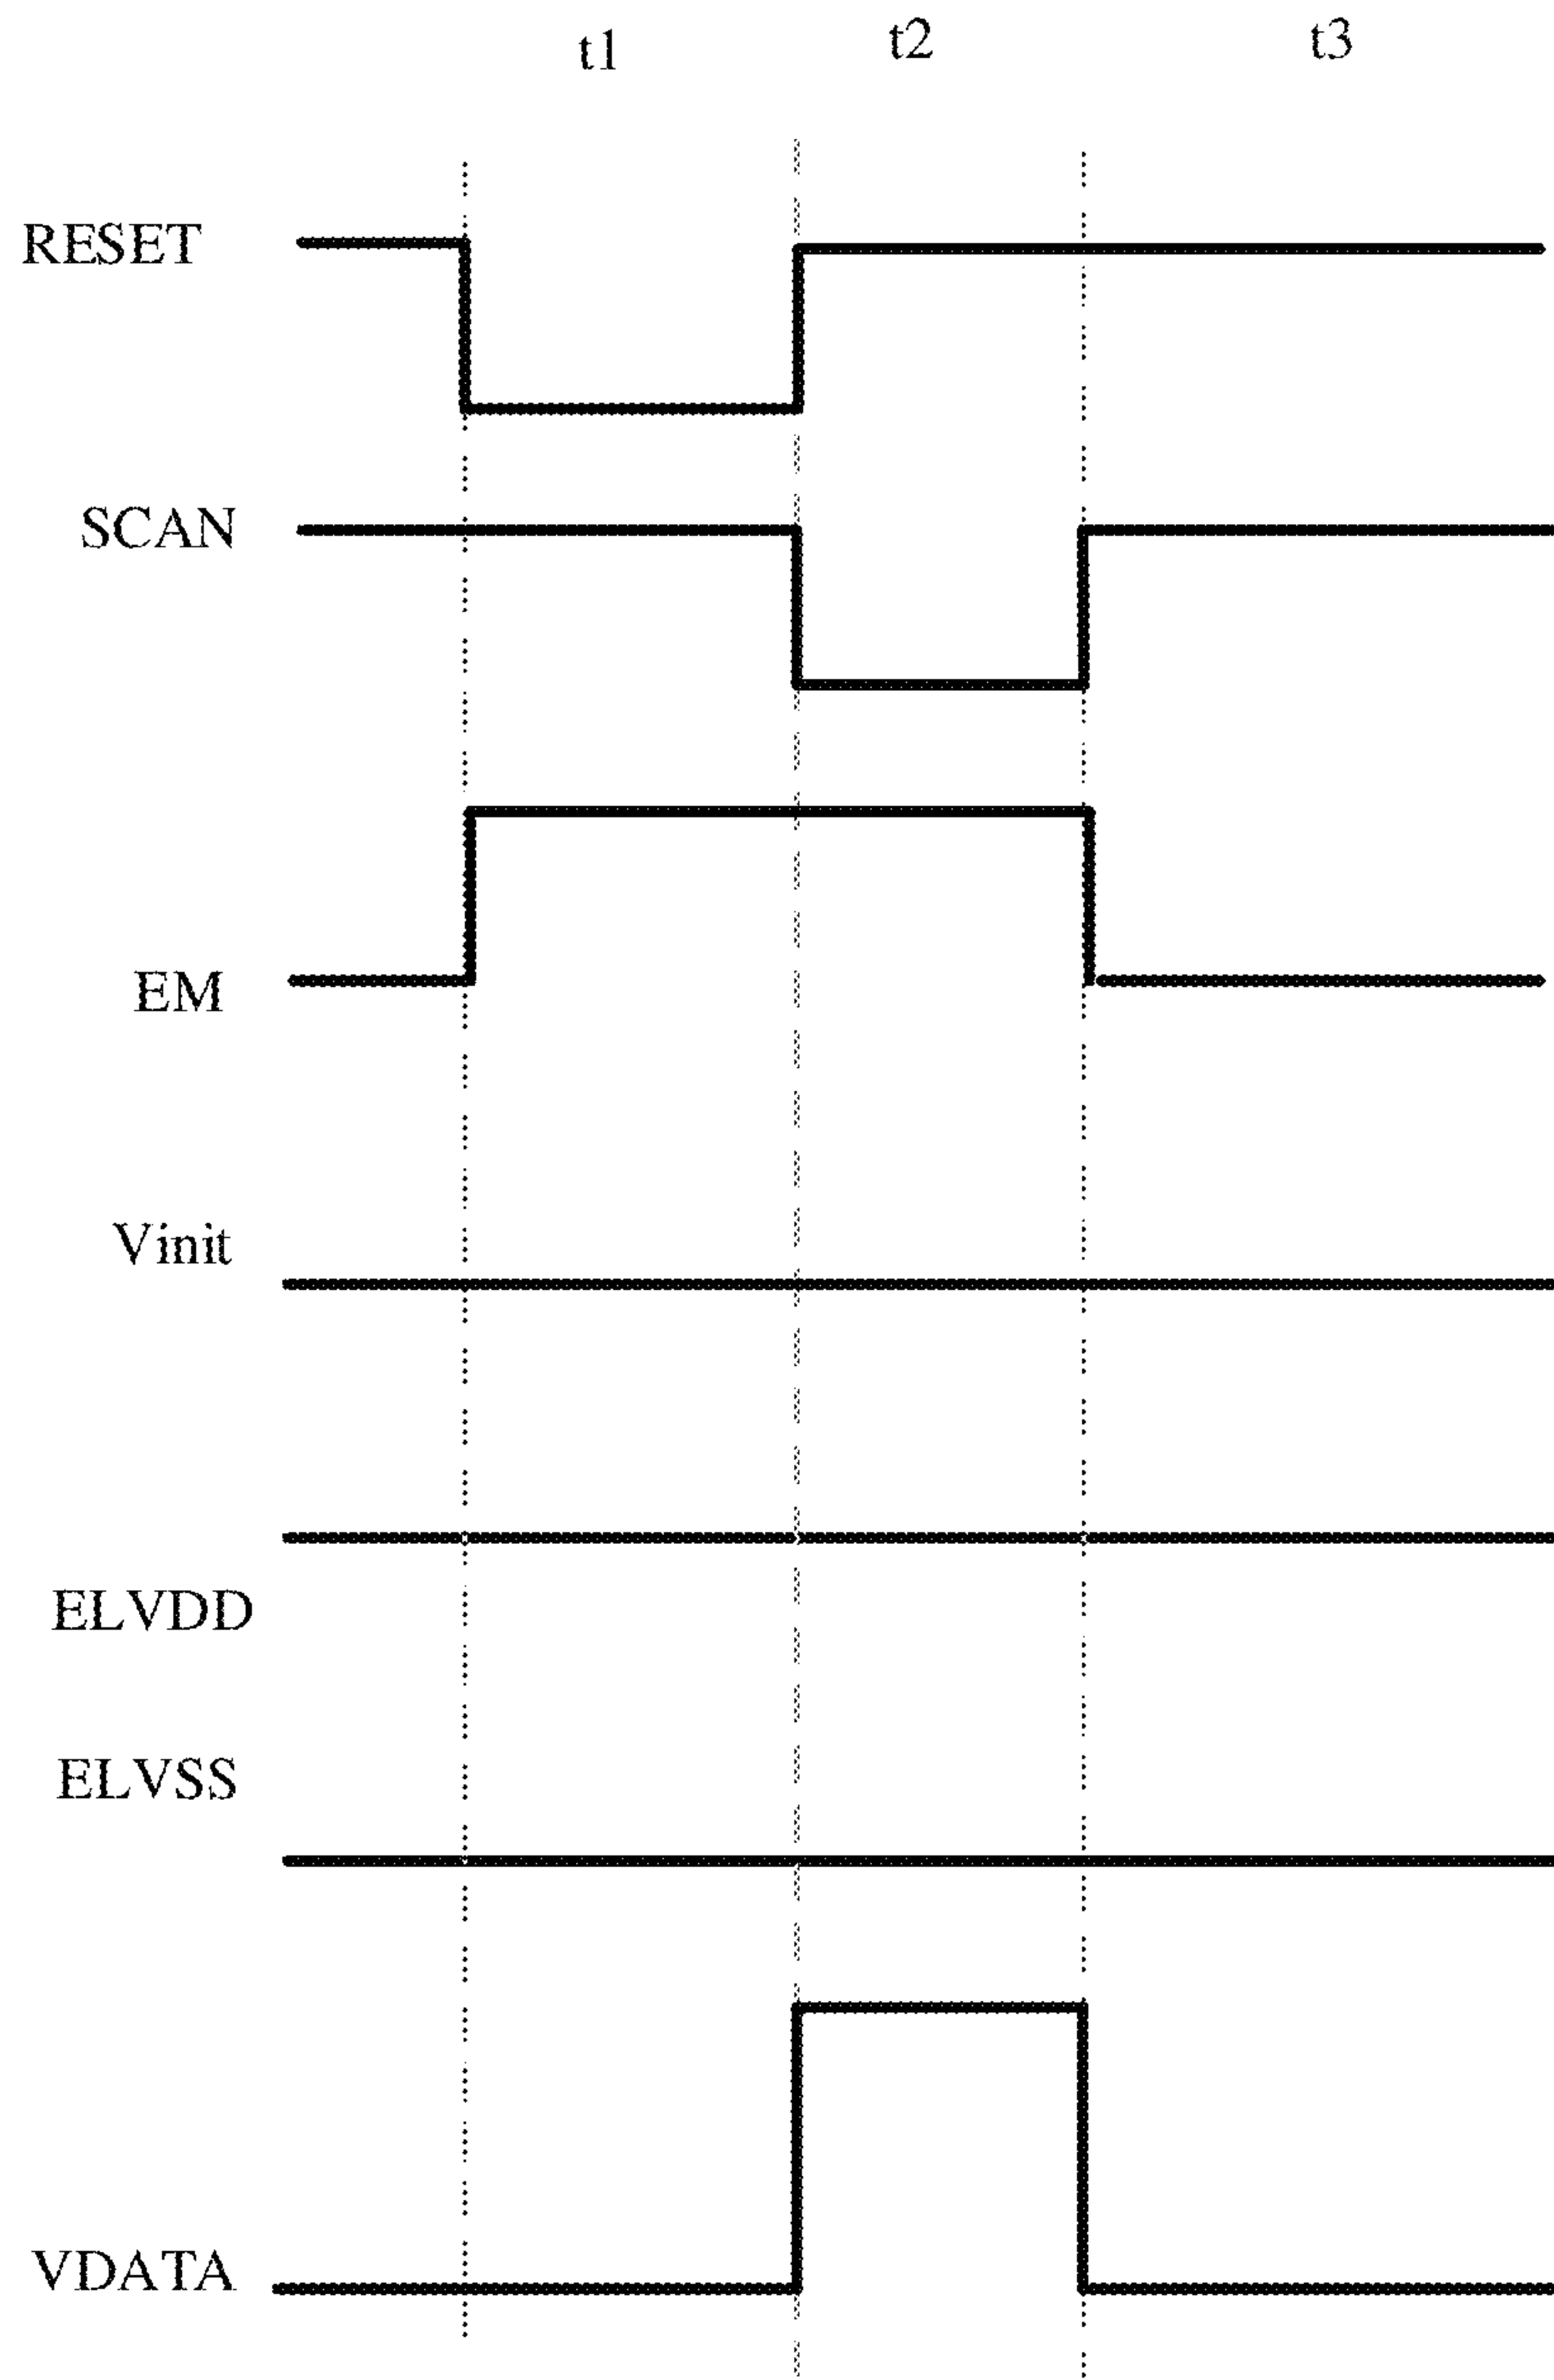 t1 t2 t3
RESET
SCAN
EM
Vinit
ELVDD
ELVSS
VDATA